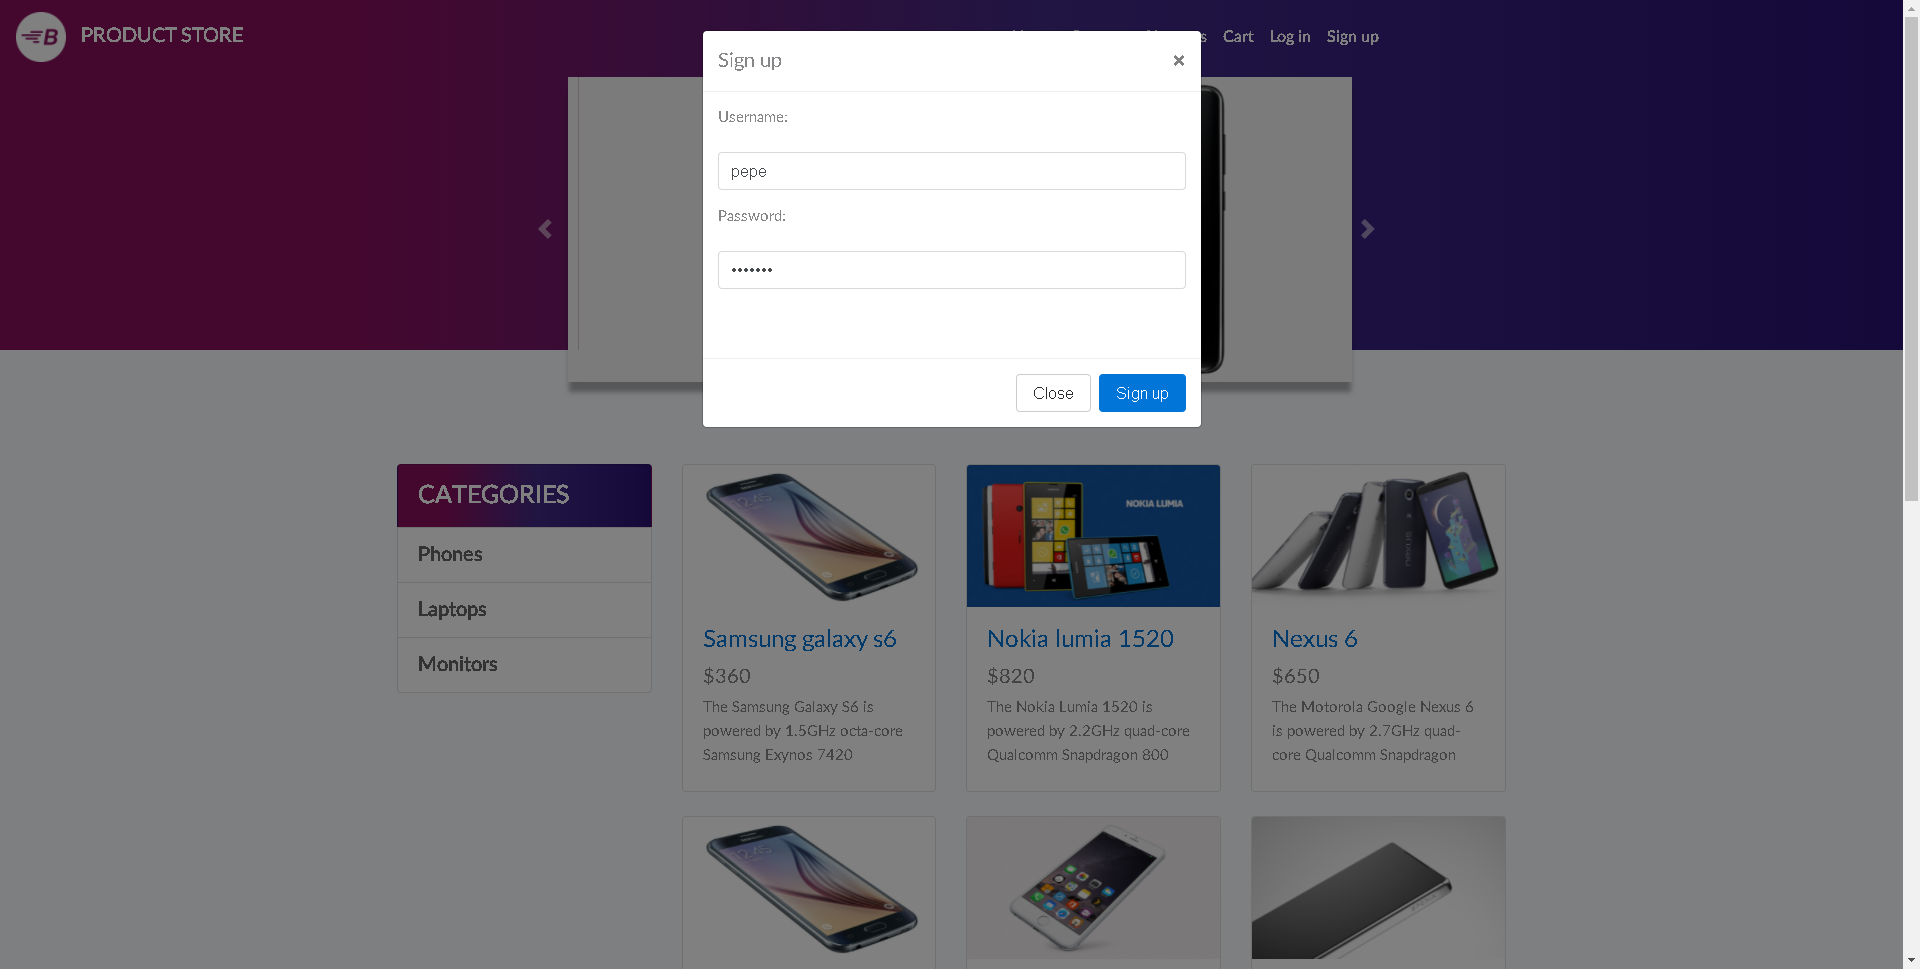 B PRODUCT STORE
Cart Log in Sign up
Sign up ×
Username:
pepe
Password:
•••••••
Close Sign up
CATEGORIES
Phones
Laptops
Monitors
NOKIA LUMIA
nexus
Samsung galaxy s6
$360
The Samsung Galaxy S6 is
powered by 1.5GHz octa-core
Samsung Exynos 7420
Nokia lumia 1520
$820
The Nokia Lumia 1520 is
powered by 2.2GHz quad-core
Qualcomm Snapdragon 800
Nexus 6
$650
The Motorola Google Nexus 6
is powered by 2.7GHz quad-
core Qualcomm Snapdragon